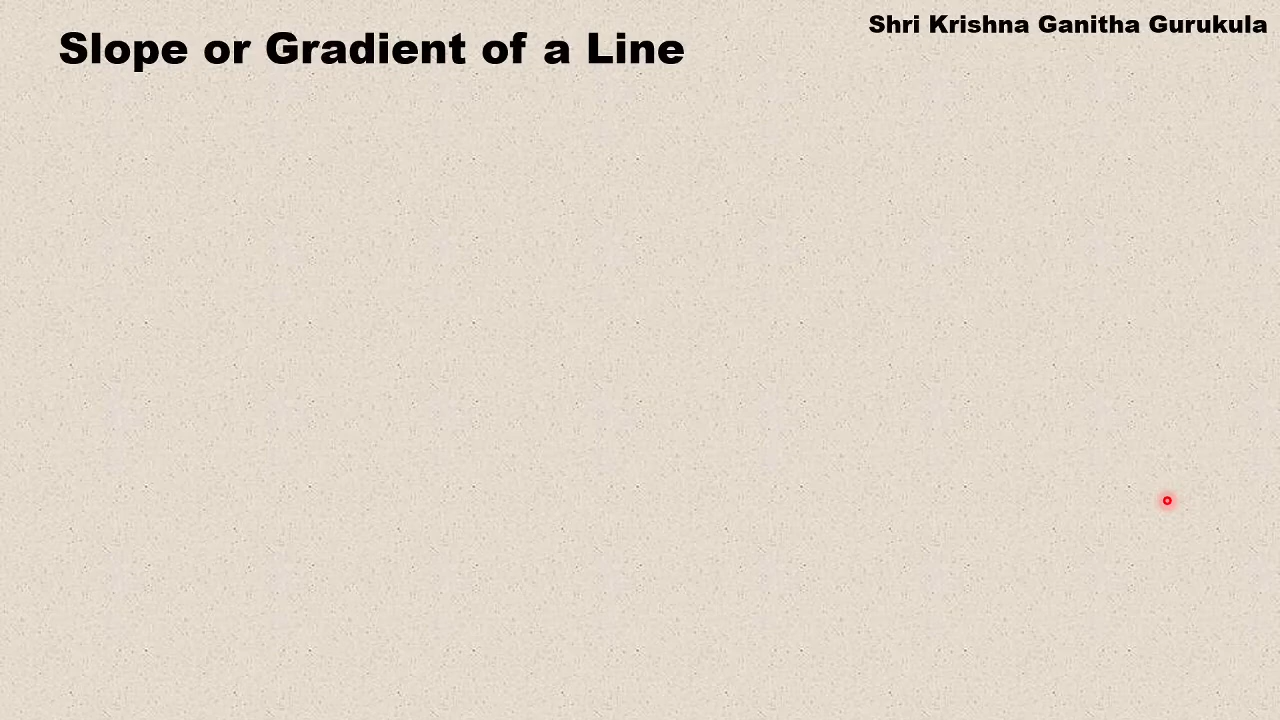 Shri Krishna Ganitha Gurukula
Slope or Gradient of a Line